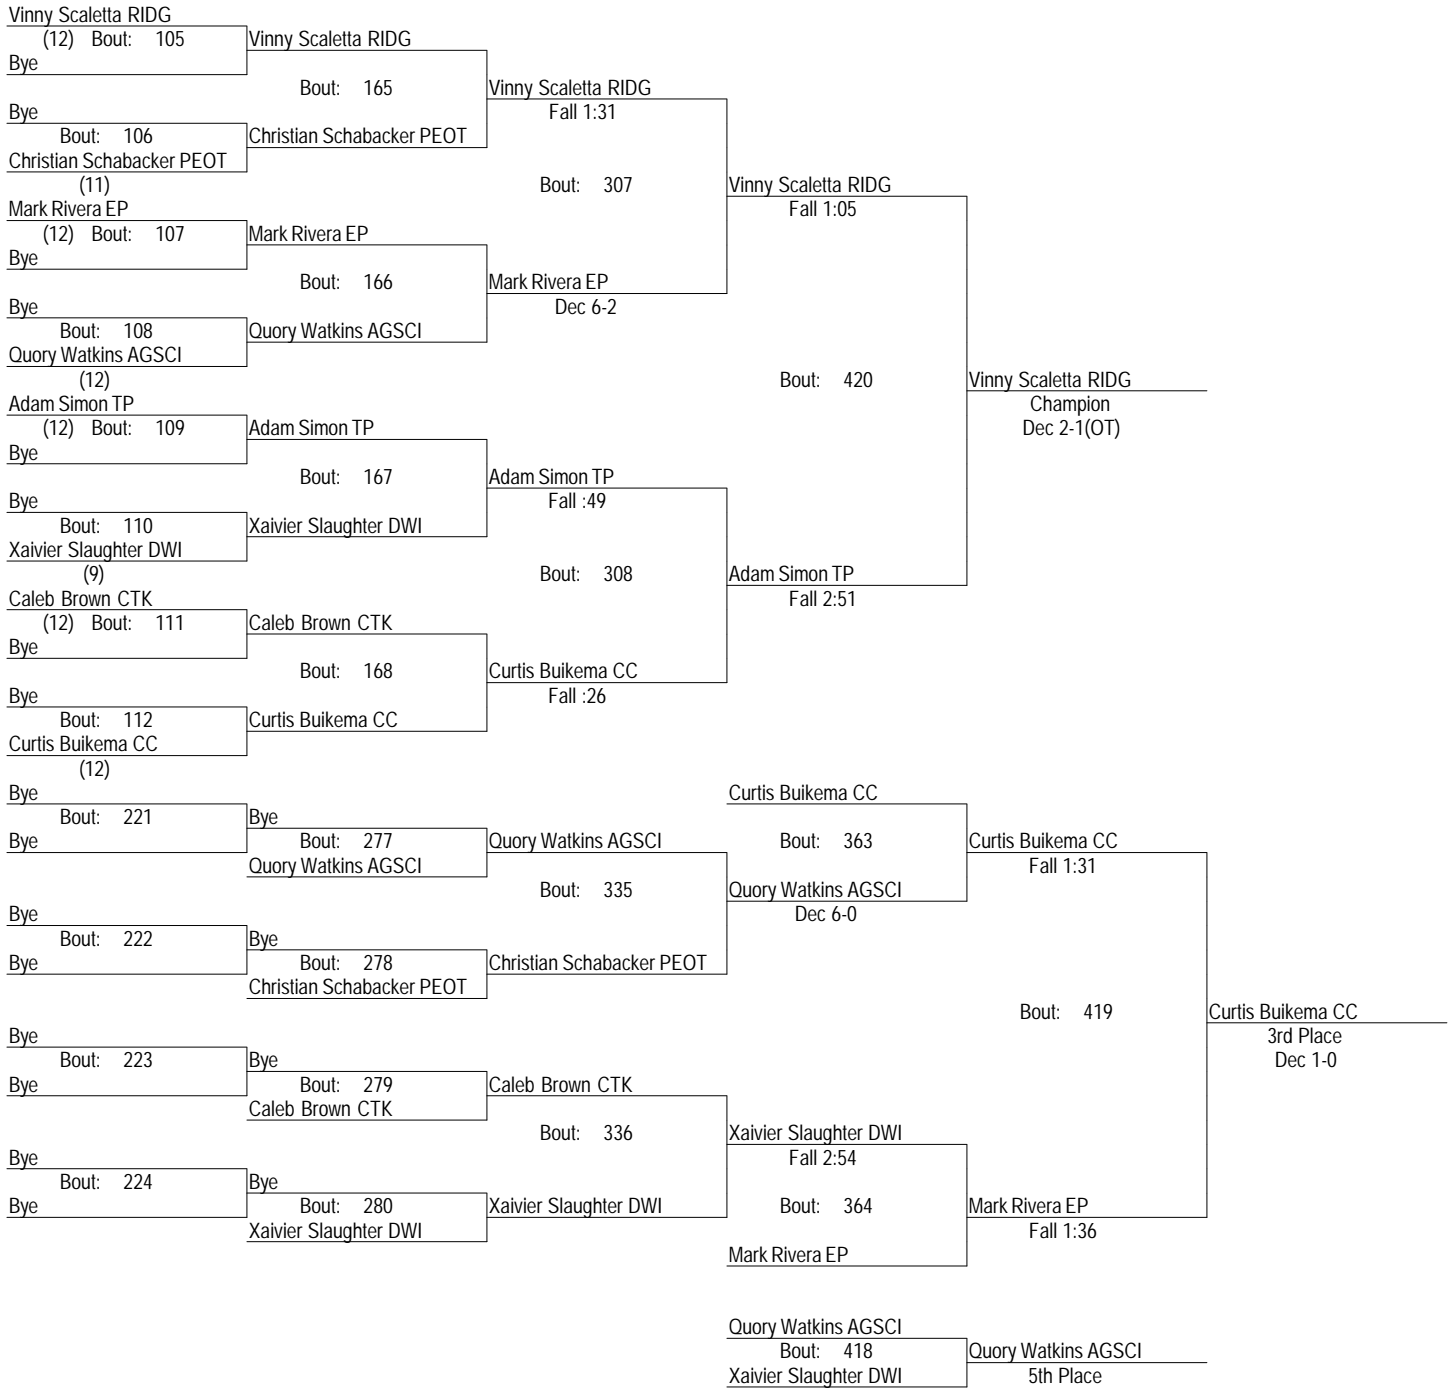 Vinny Scaletta RIDG
(12) Bout: 105
Bye
Vinny Scaletta RIDG
Bout: 165
Bye
Bout: 106
Christian Schabacker PEOT
(11)
Christian Schabacker PEOT
Vinny Scaletta RIDG
Fall 1:31
Bout: 307
Mark Rivera EP
(12) Bout: 107
Bye
Mark Rivera EP
Bout: 166
Bye
Bout: 108
Quory Watkins AGSCI
(12)
Quory Watkins AGSCI
Mark Rivera EP
Dec 6-2
Vinny Scaletta RIDG
Fall 1:05
Bout: 420
Adam Simon TP
(12) Bout: 109
Bye
Adam Simon TP
Bout: 167
Bye
Bout: 110
Xaivier Slaughter DWI
(9)
Xaivier Slaughter DWI
Adam Simon TP
Fall :49
Bout: 308
Caleb Brown CTK
(12) Bout: 111
Bye
Caleb Brown CTK
Bout: 168
Bye
Bout: 112
Curtis Buikema CC
(12)
Curtis Buikema CC
Curtis Buikema CC
Fall :26
Adam Simon TP
Fall 2:51
Vinny Scaletta RIDG
Champion
Dec 2-1(OT)
Bye
Bout: 221
Bye
Bye
Bout: 277
Quory Watkins AGSCI
Quory Watkins AGSCI
Bout: 335
Bye
Bout: 222
Bye
Bye
Bout: 278
Christian Schabacker PEOT
Christian Schabacker PEOT
Curtis Buikema CC
Bout: 363
Quory Watkins AGSCI
Dec 6-0
Curtis Buikema CC
Fall 1:31
Bout: 419
Bye
Bout: 223
Bye
Bye
Bout: 279
Caleb Brown CTK
Caleb Brown CTK
Bout: 336
Bye
Bout: 224
Bye
Bye
Bout: 280
Xaivier Slaughter DWI
Xaivier Slaughter DWI
Xaivier Slaughter DWI
Fall 2:54
Bout: 364
Mark Rivera EP
Mark Rivera EP
Fall 1:36
Curtis Buikema CC
3rd Place
Dec 1-0
Quory Watkins AGSCI
Bout: 418
Xaivier Slaughter DWI
Quory Watkins AGSCI
5th Place